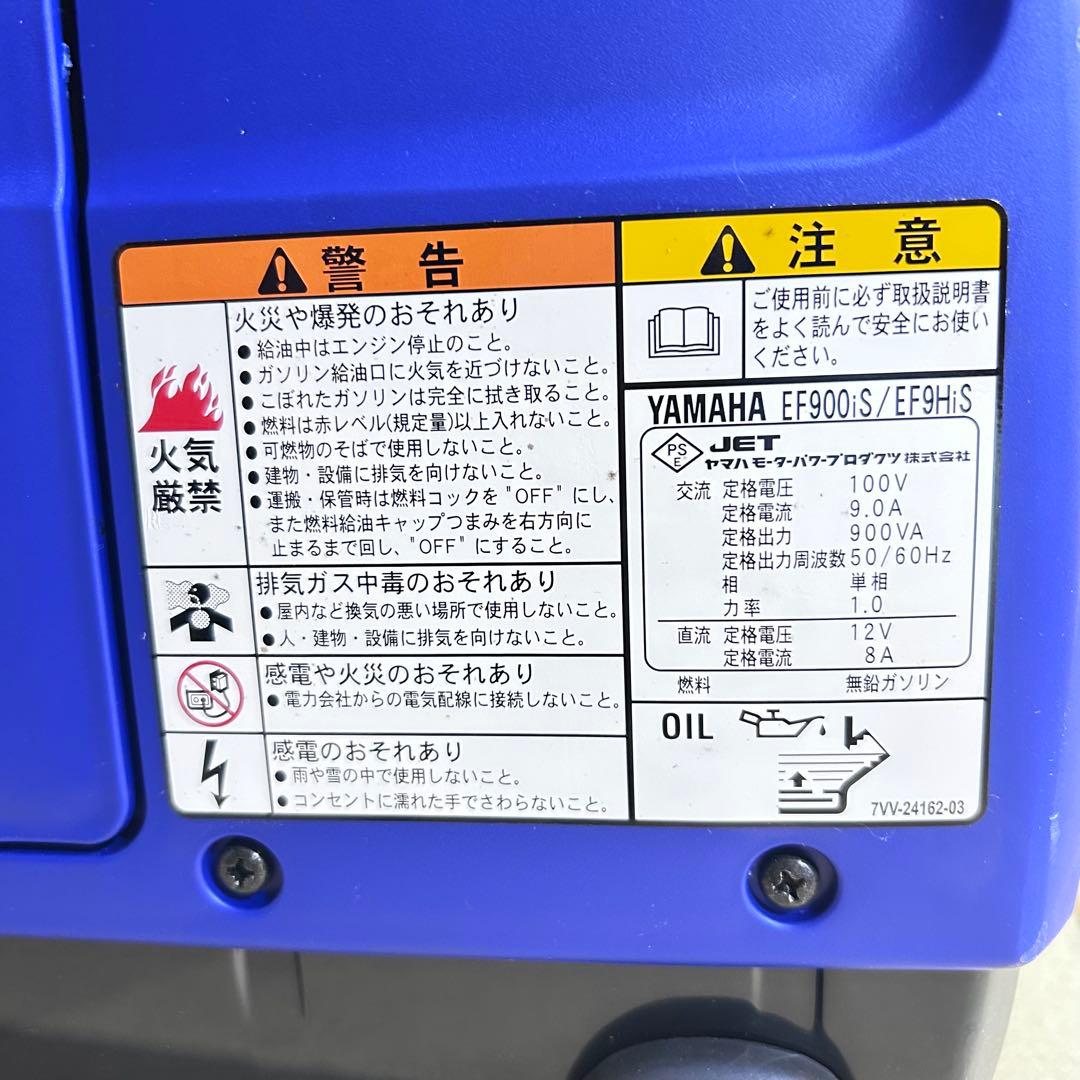 警告
火災や爆発のおそれあり
●給油中はエンジン停止のこと。
●ガソリン給油口に火気を近づけないこと。
●こぼれたガソリンは完全に拭き取ること。
●燃料は赤レベル(規定量)以上入れないこと。
●可燃物のそばで使用しないこと。
●建物・設備に排気を向けないこと。
●運搬・保管時は燃料コックを"OFF"にし、
また燃料給油キャップつまみを右方向に
止まるまで回し、"OFF"にすること。
火気
厳禁
排気ガス中毒のおそれあり
●屋内など換気の悪い場所で使用しないこと。
●人・建物・設備に排気を向けないこと。
感電や火災のおそれあり
●電力会社からの電気配線に接続しないこと。
感電のおそれあり
●雨や雪の中で使用しないこと。
●コンセントに濡れた手でさわらないこと。
注意
ご使用前に必ず取扱説明書
をよく読んで安全にお使い
ください。
YAMAHA EF900iS/EF9HiS
PS
E
JET
ヤマハモーターパワープロダクツ株式会社
交流 定格電圧 100V
定格電流 9.0A
定格出力 900VA
定格出力周波数 50/60Hz
相 単相
力率 1.0
直流 定格電圧 12V
定格電流 8A
燃料 無鉛ガソリン
OIL
7VV-24162-03